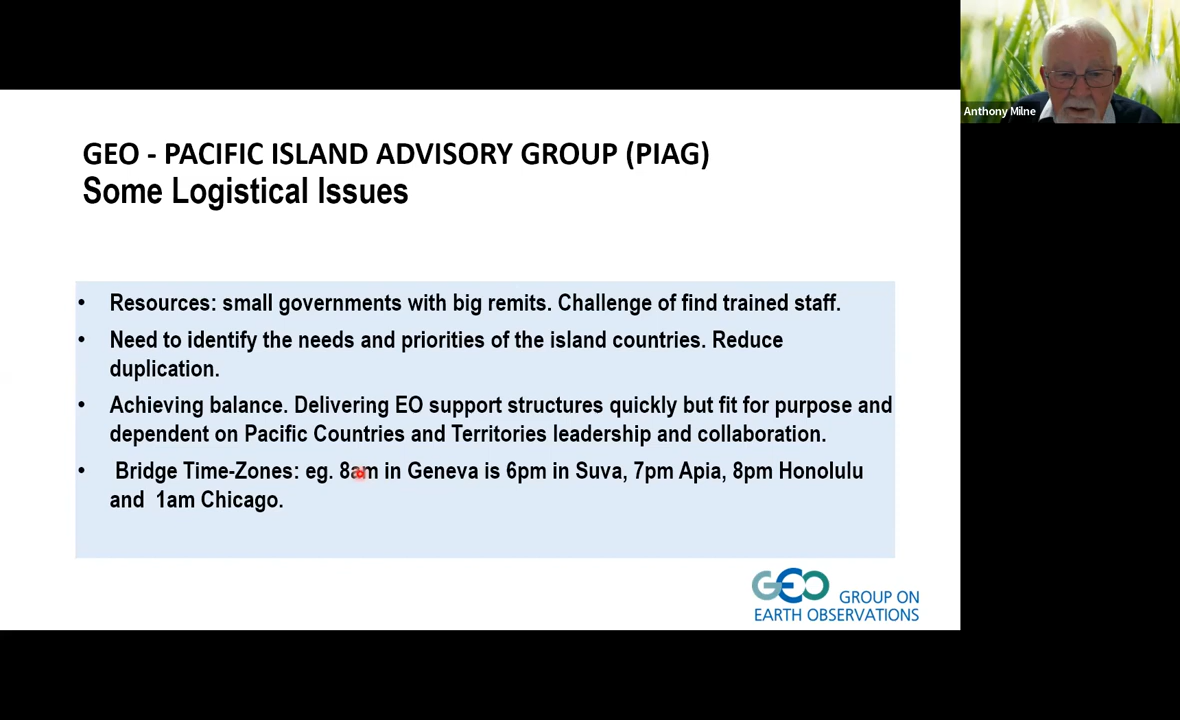 GEO - PACIFIC ISLAND ADVISORY GROUP (PIAG)
Some Logistical Issues
• Resources: small governments with big remits. Challenge of find trained staff.
• Need to identify the needs and priorities of the island countries. Reduce
duplication.
• Achieving balance. Delivering EO support structures quickly but fit for purpose and
dependent on Pacific Countries and Territories leadership and collaboration.
• Bridge Time-Zones: eg. 8am in Geneva is 6pm in Suva, 7pm Apia, 8pm Honolulu
and 1am Chicago.
GEO GROUP ON
EARTH OBSERVATIONS
Anthony Milne